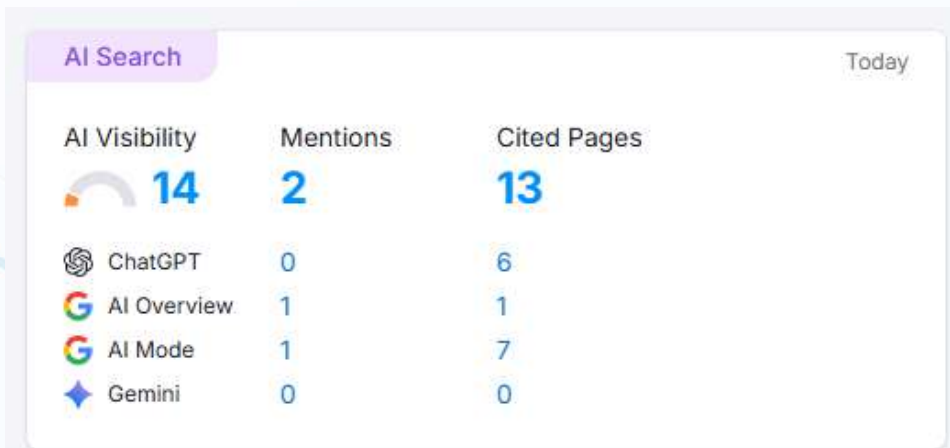 AI Search
Today
AI Visibility Mentions Cited Pages
14 2 13
ChatGPT 0 6
AI Overview 1 1
AI Mode 1 7
Gemini 0 0